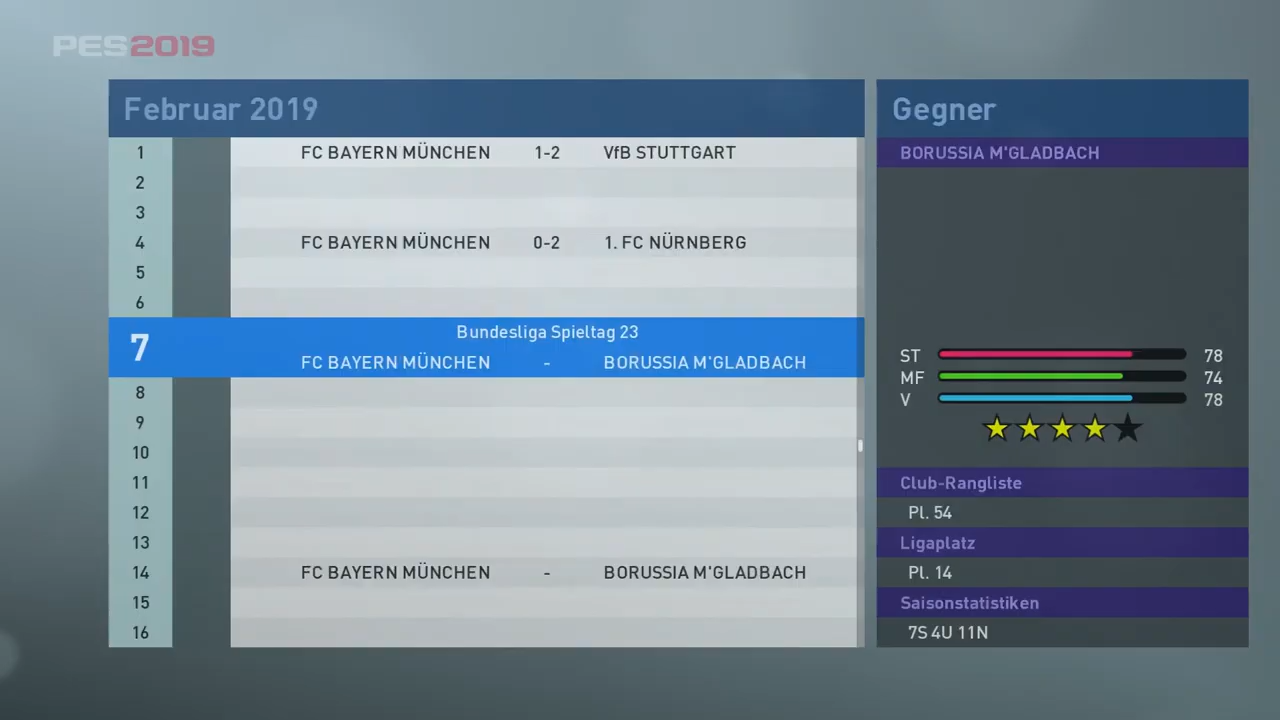 PES2019
Februar 2019
1 FC BAYERN MÜNCHEN 1-2 VfB STUTTGART
2
3
4 FC BAYERN MÜNCHEN 0-2 1. FC NÜRNBERG
5
6
Bundesliga Spieltag 23
7 FC BAYERN MÜNCHEN - BORUSSIA M'GLADBACH
8
9
10
11
12
13
14 FC BAYERN MÜNCHEN - BORUSSIA M'GLADBACH
15
16
Gegner
BORUSSIA M'GLADBACH
ST 78
MF 74
V 78
Club-Rangliste
Pl. 54
Ligaplatz
Pl. 14
Saisonstatistiken
7S 4U 11N